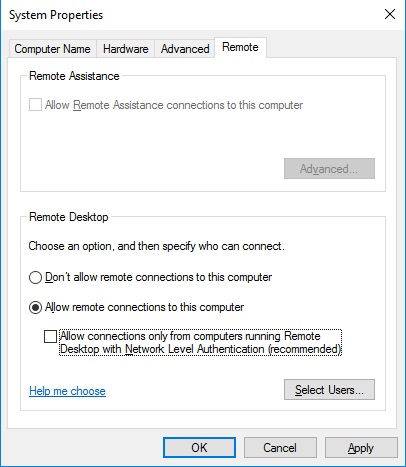 System Properties
Computer Name Hardware Advanced Remote
Remote Assistance
Allow Remote Assistance connections to this computer
Advanced...
Remote Desktop
Choose an option, and then specify who can connect.
Don't allow remote connections to this computer
Allow remote connections to this computer
Allow connections only from computers running Remote
Desktop with Network Level Authentication (recommended)
Help me choose
Select Users...
OK Cancel Apply